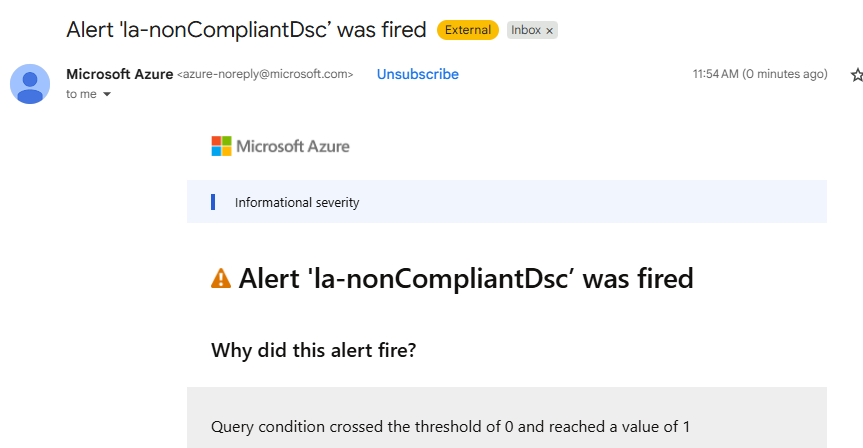 Alert 'la-nonCompliantDsc’ was fired External Inbox ×
Microsoft Azure <azure-noreply@microsoft.com> Unsubscribe 11:54 AM (0 minutes ago)
to me
Microsoft Azure
Informational severity
Alert 'la-nonCompliantDsc’ was fired
Why did this alert fire?
Query condition crossed the threshold of 0 and reached a value of 1